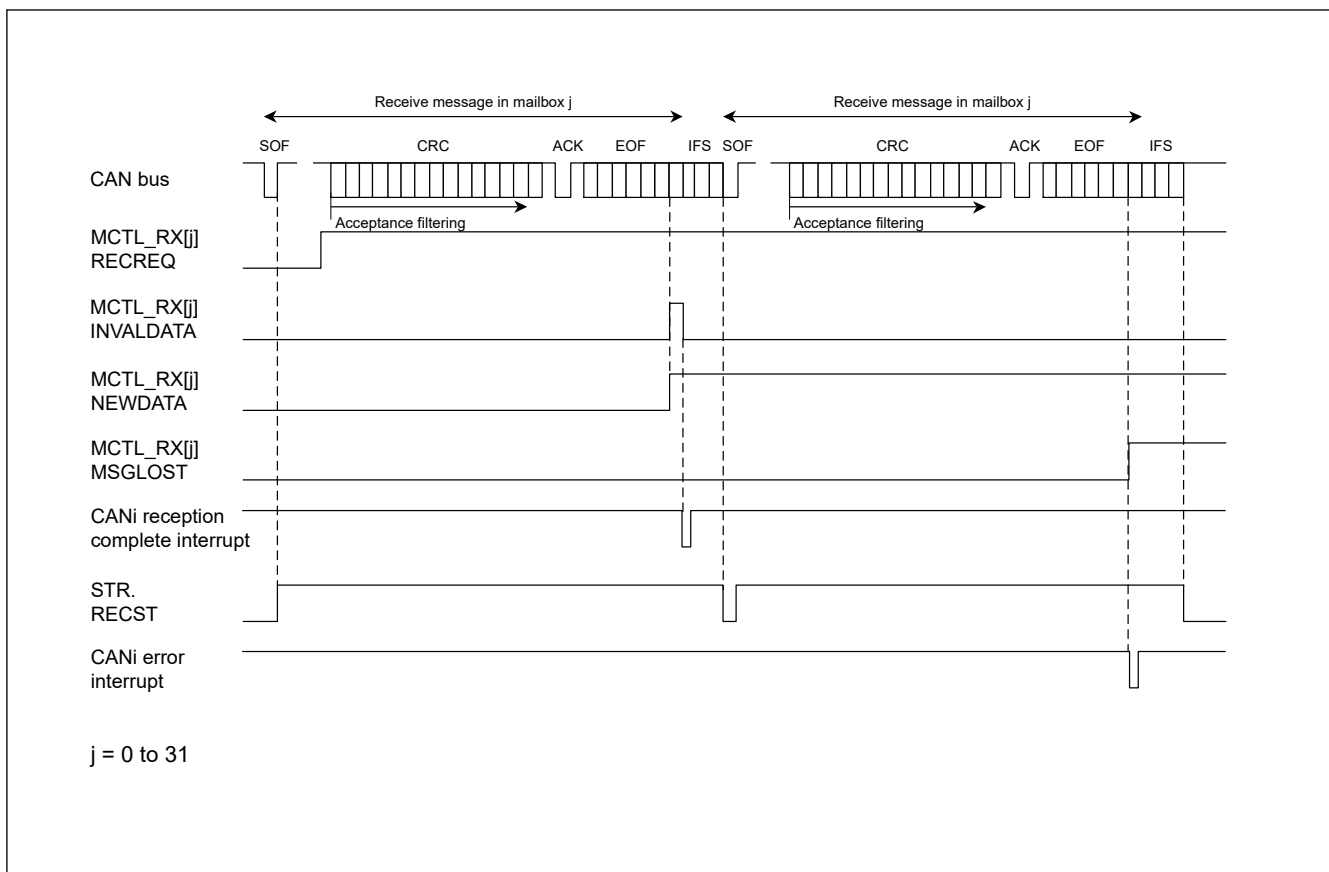 Receive message in mailbox j
Receive message in mailbox j
SOF CRC ACK EOF IFS SOF CRC ACK EOF IFS
CAN bus
Acceptance filtering
Acceptance filtering
MCTL_RX[j]
RECREQ
MCTL_RX[j]
INVALDATA
MCTL_RX[j]
NEWDATA
MCTL_RX[j]
MSGLOST
CANi reception
complete interrupt
STR.
RECST
CANi error
interrupt
j = 0 to 31